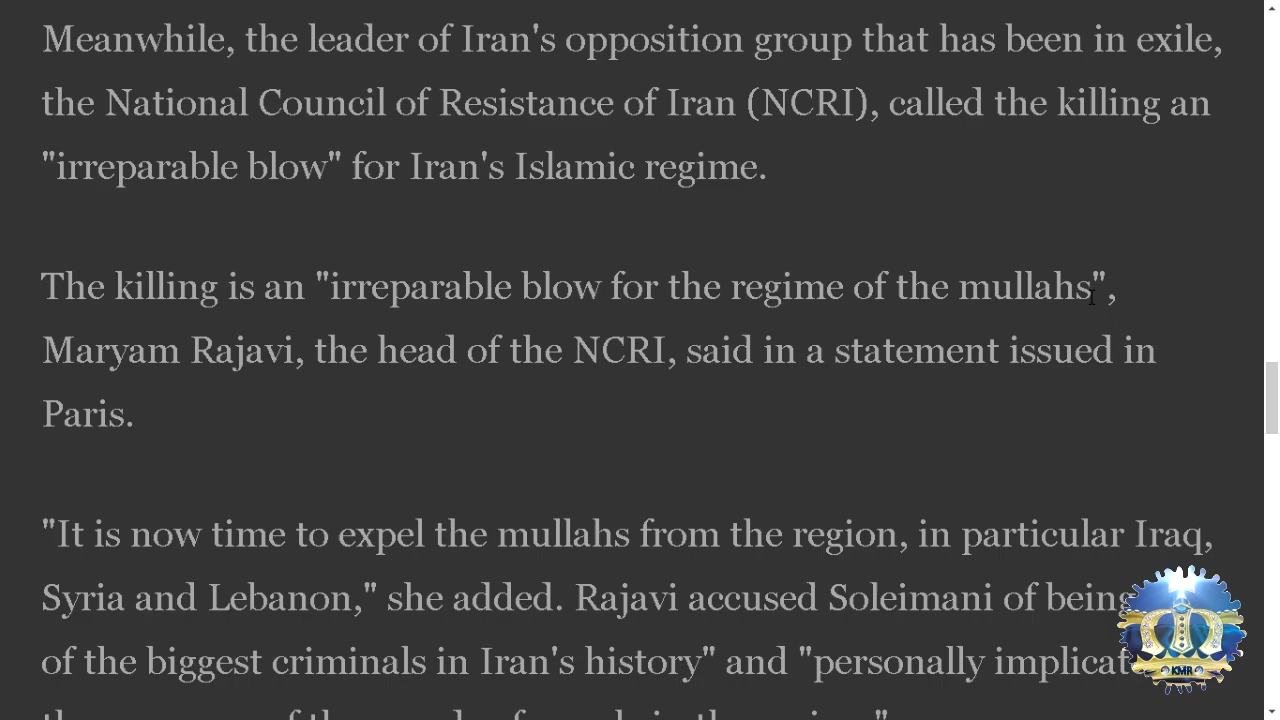 Meanwhile, the leader of Iran's opposition group that has been in exile,
the National Council of Resistance of Iran (NCRI), called the killing an
"irreparable blow" for Iran's Islamic regime.
The killing is an "irreparable blow for the regime of the mullahs",
Maryam Rajavi, the head of the NCRI, said in a statement issued in
Paris.
"It is now time to expel the mullahs from the region, in particular Iraq,
Syria and Lebanon," she added. Rajavi accused Soleimani of being
of the biggest criminals in Iran's history" and "personally
KMR